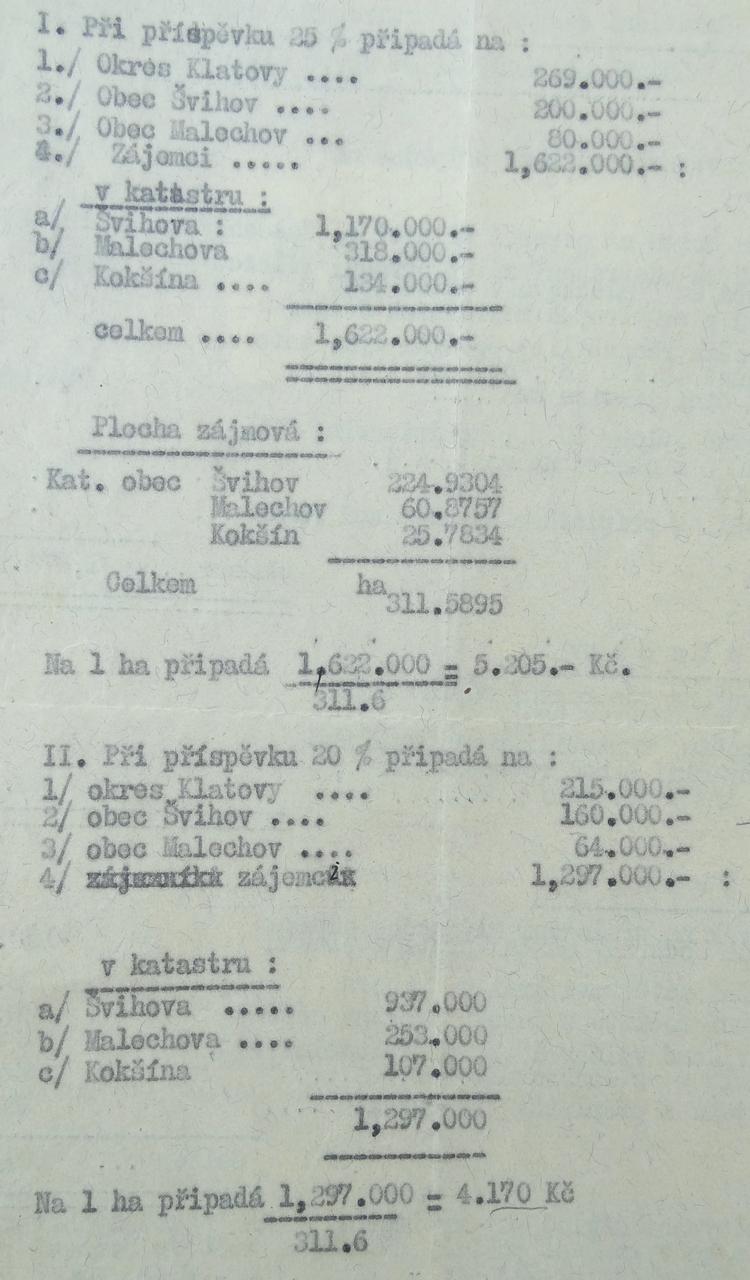 I. Při příspěvku 25 % připadá na :
1./ Okres Klatovy .... 269.000.-
2./ Obec Švihov .... 200.000.-
3./ Obec Malechov ... 80.000.-
4./ Zájemci ..... 1,622.000.- :
v katastru :
a/ Švihova : 1,170.000.-
b/ Malechova 318.000.-
c/ Kokšína .... 134.000.-
celkem .... 1,622.000.-
Plocha zájmová :
Kat. obec Švihov 224.9304
Malechov 60.8757
Kokšín 25.7834
Celkem ha 311.5895
Na 1 ha připadá 1,622.000 = 5.205.- Kč.
311.6
II. Při příspěvku 20 % připadá na :
1/ okres Klatovy .... 215.000.-
2/ obec Švihov .... 160.000.-
3/ obec Malechov .... 64.000.-
4/ zájemci 1,297.000.- :
v katastru :
a/ Švihova ..... 937.000
b/ Malechova .... 253.000
c/ Kokšína 107.000
1,297.000
Na 1 ha připadá 1,297.000 = 4.170 Kč
311.6